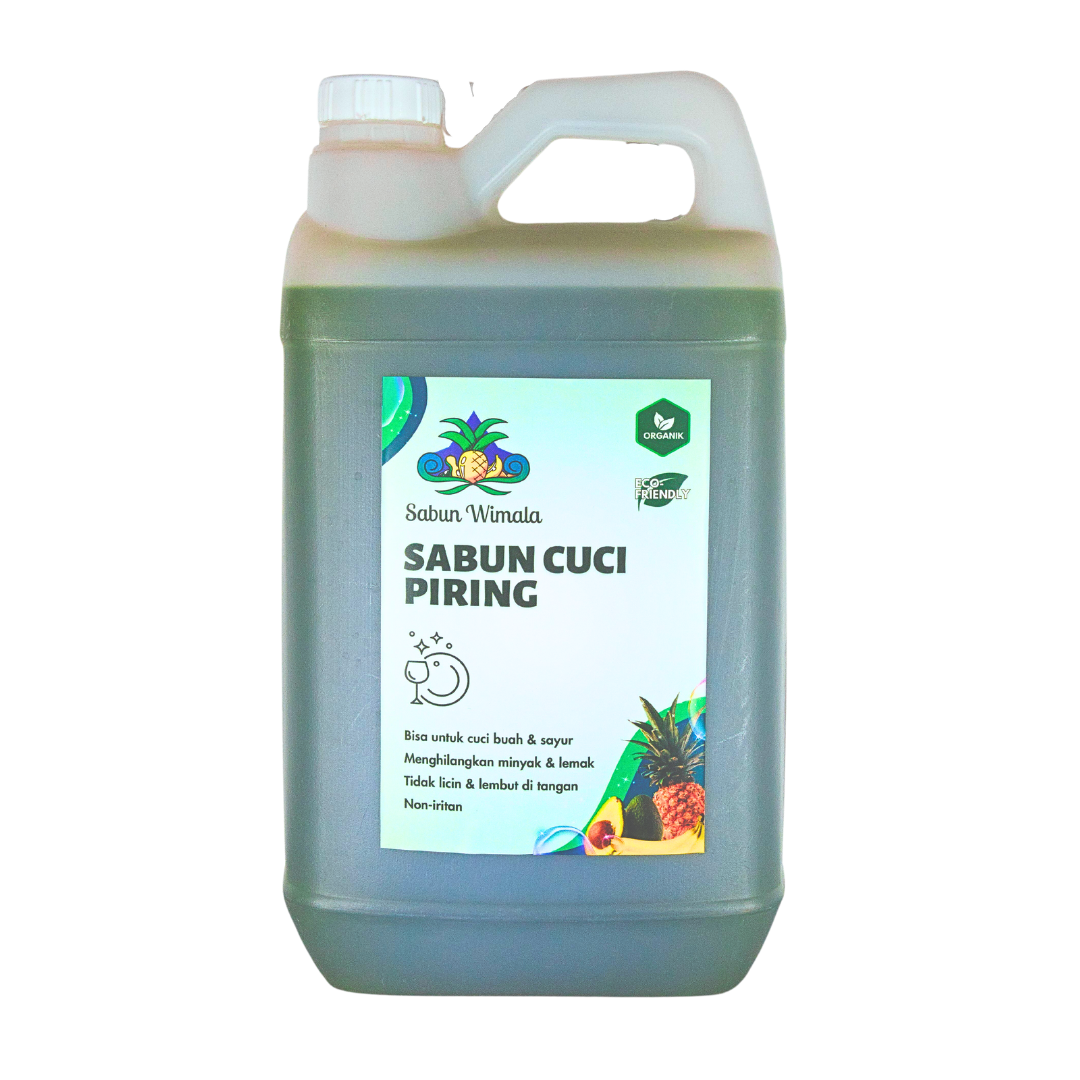 ORGANIK
ECO-
FRIENDLY
Sabun Wimala
SABUN CUCI
PIRING
Bisa untuk cuci buah & sayur
Menghilangkan minyak & lemak
Tidak licin & lembut di tangan
Non-iritan